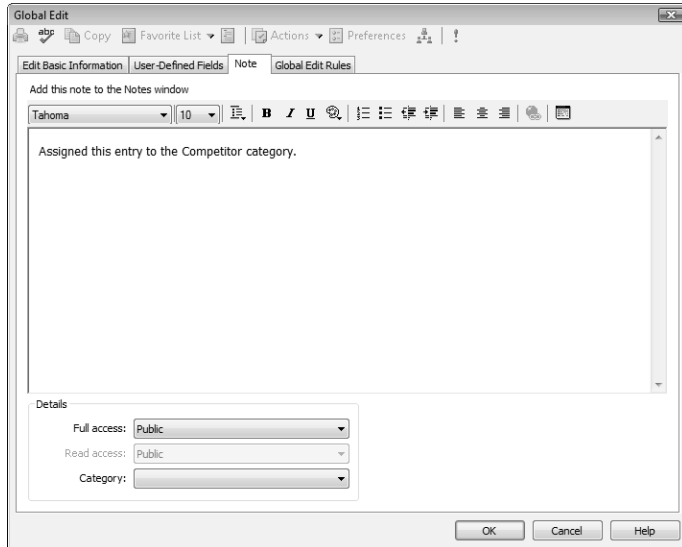 Global Edit
abc Copy Favorite List Actions Preferences
Edit Basic Information User-Defined Fields Note Global Edit Rules
Add this note to the Notes window
Tahoma 10 B I U
Assigned this entry to the Competitor category.
Details
Full access: Public
Read access: Public
Category:
OK Cancel Help